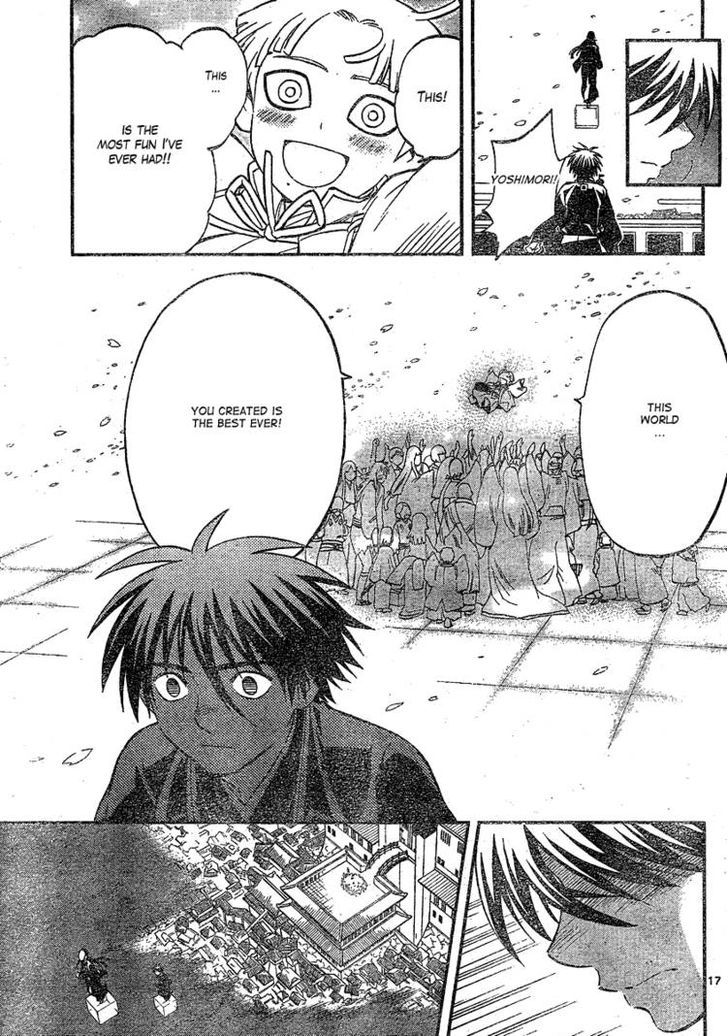 YOSHIMORI!!
THIS!
THIS
...
IS THE
MOST FUN I'VE
EVER HAD!!
THIS
WORLD
...
YOU CREATED IS
THE BEST EVER!
17